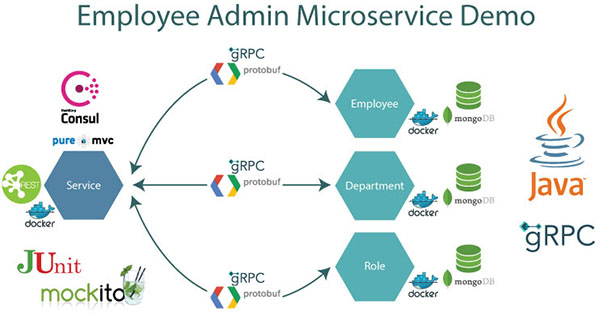 Employee Admin Microservice Demo
gRPC
protobuf
HashiCorp
Consul
pure mvc
REST
Service
docker
JUnit
mockito
gRPC
protobuf
gRPC
protobuf
Employee
docker
mongoDB
Department
docker
mongoDB
Role
docker
mongoDB
Java
gRPC